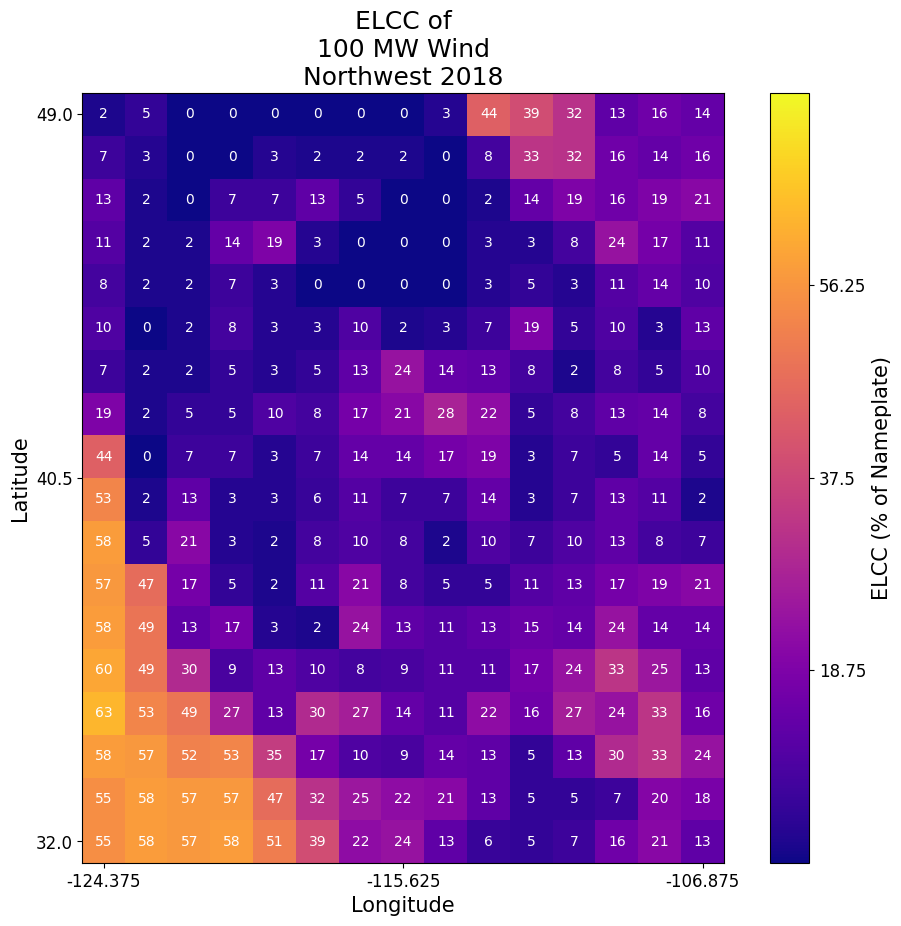 ELCC of
100 MW Wind
Northwest 2018
49.0 2 5 0 0 0 0 0 0 3 44 39 32 13 16 14
7 3 0 0 3 2 2 2 0 8 33 32 16 14 16
13 2 0 7 7 13 5 0 0 2 14 19 16 19 21
11 2 2 14 19 3 0 0 0 3 3 8 24 17 11
8 2 2 7 3 0 0 0 0 3 5 3 11 14 10
10 0 2 8 3 3 10 2 3 7 19 5 10 3 13
7 2 2 5 3 5 13 24 14 13 8 2 8 5 10
19 2 5 5 10 8 17 21 28 22 5 8 13 14 8
44 0 7 7 3 7 14 14 17 19 3 7 5 14 5
40.5
53 2 13 3 3 6 11 7 7 14 3 7 13 11 2
58 5 21 3 2 8 10 8 2 10 7 10 13 8 7
57 47 17 5 2 11 21 8 5 5 11 13 17 19 21
58 49 13 17 3 2 24 13 11 13 15 14 24 14 14
60 49 30 9 13 10 8 9 11 11 17 24 33 25 13
63 53 49 27 13 30 27 14 11 22 16 27 24 33 16
58 57 52 53 35 17 10 9 14 13 5 13 30 33 24
55 58 57 57 47 32 25 22 21 13 5 5 7 20 18
32.0 55 58 57 58 51 39 22 24 13 6 5 7 16 21 13
-124.375 -115.625 -106.875
Longitude
Latitude
56.25
37.5
18.75
ELCC (% of Nameplate)